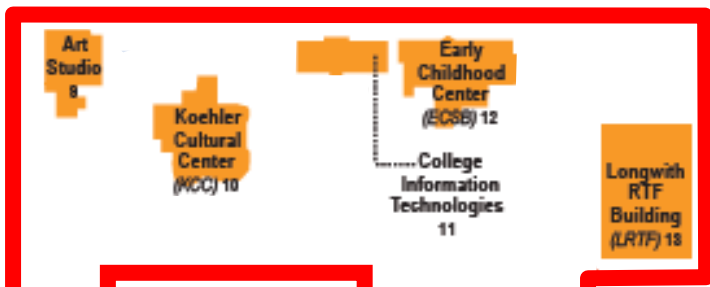 Art
Studio
9
Koehler
Cultural
Center
(KCC) 10
Early
Childhood
Center
(ECSB) 12
College
Information
Technologies
11
Longwith
RTF
Building
(LRTF) 13